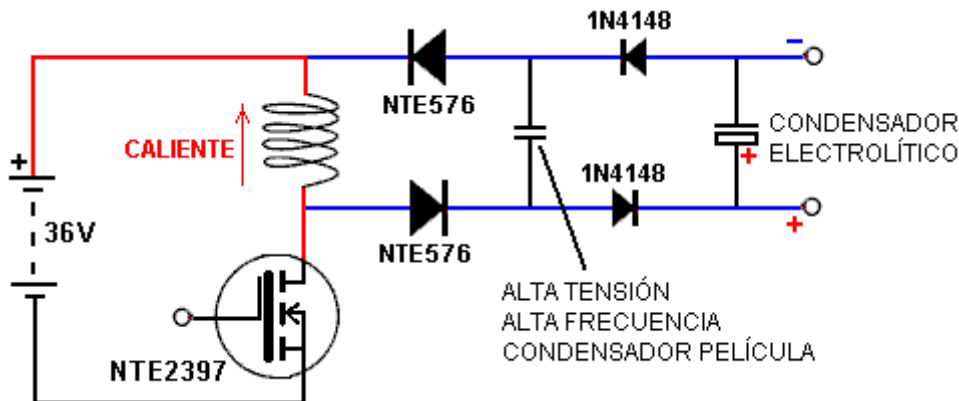 1N4148
−
NTE576
CONDENSADOR
ELECTROLÍTICO
+
CALIENTE
+
1N4148
36V
NTE576
+
ALTA TENSIÓN
ALTA FRECUENCIA
CONDENSADOR PELÍCULA
NTE2397